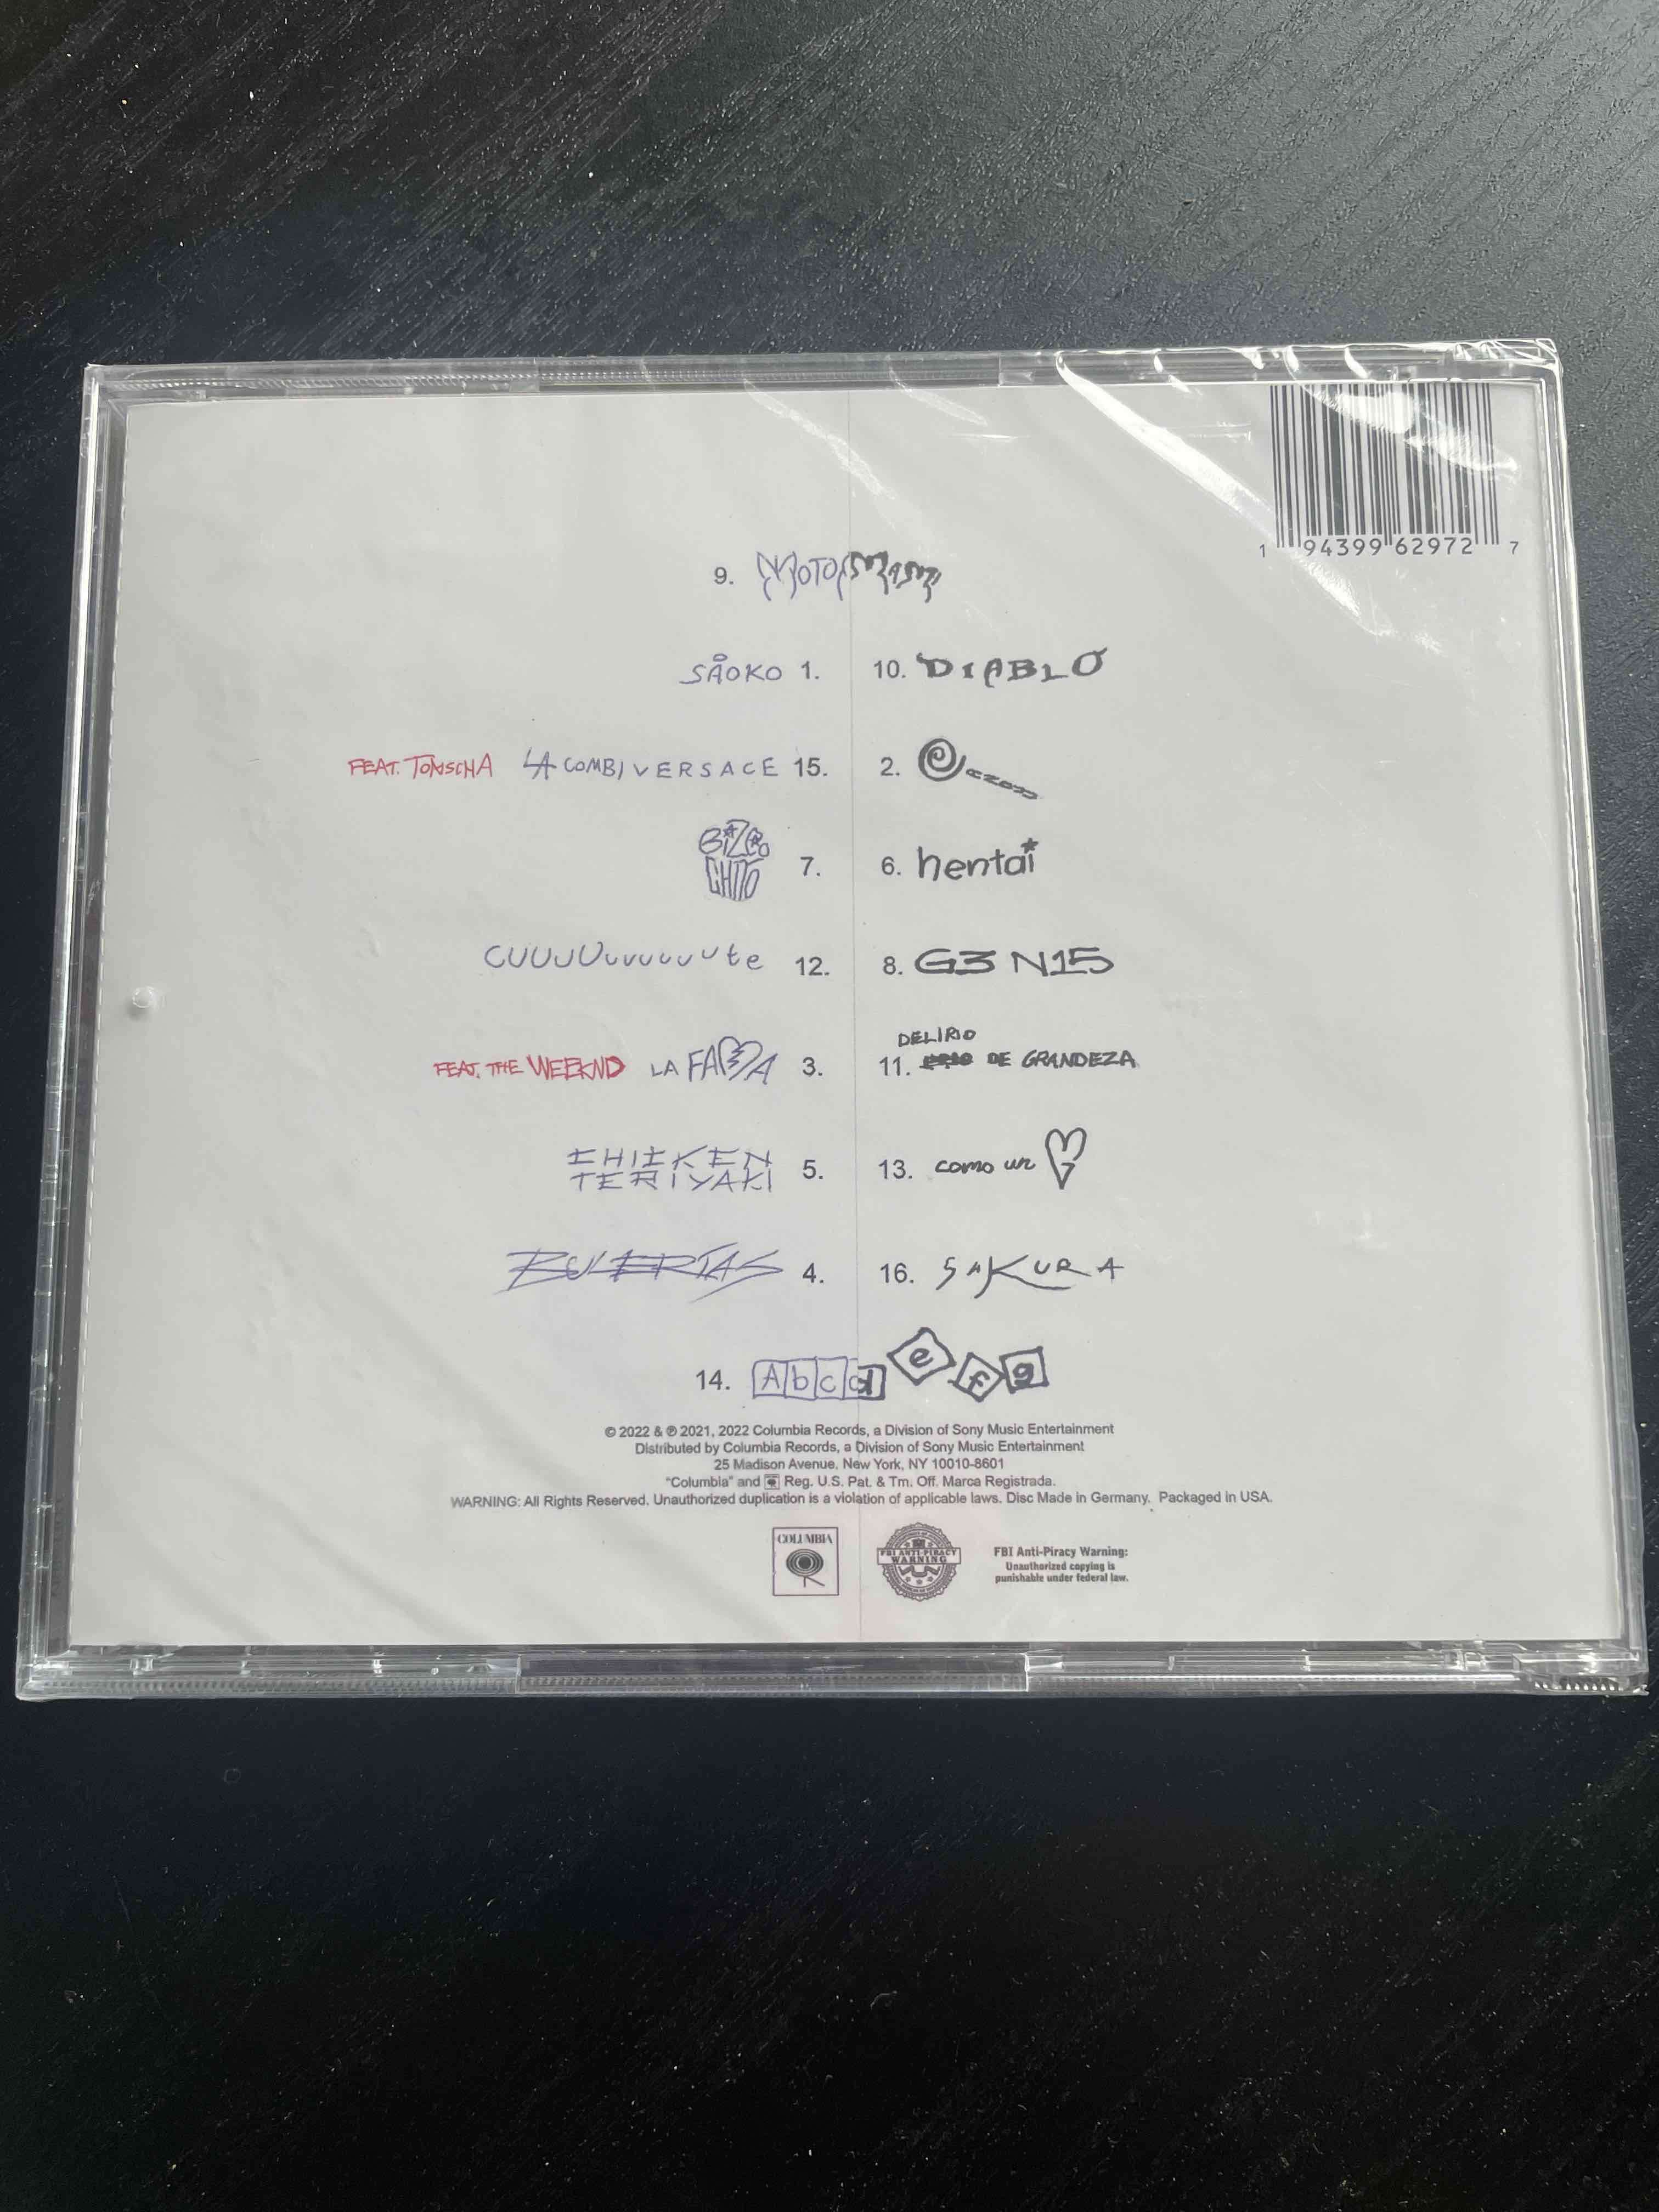 1 94399 62972 7
9. MOTOMAMI
SAOKO 1. 10. DIABLO
FEAT. TOKISCHA LA COMBI VERSACE 15. 2. CANDY
BIZCOCHITO 7. 6. hentai
CUUUUuuuuuute 12. 8. G3 N15
DELIRIO
FEAT. THE WEEKND LA FAMA 3. 11. DE GRANDEZA
CHICKEN
TERIYAKI 5. 13. como un G
BULERÍAS 4. 16. SAKURA
14. Abcdefg
© 2022 & ℗ 2021, 2022 Columbia Records, a Division of Sony Music Entertainment
Distributed by Columbia Records, a Division of Sony Music Entertainment
25 Madison Avenue, New York, NY 10010-8601
"Columbia" and Reg. U.S. Pat. & Tm. Off. Marca Registrada.
WARNING: All Rights Reserved. Unauthorized duplication is a violation of applicable laws. Disc Made in Germany. Packaged in USA.
COLUMBIA
FBI ANTI-PIRACY
WARNING
FBI Anti-Piracy Warning:
Unauthorized copying is
punishable under federal law.